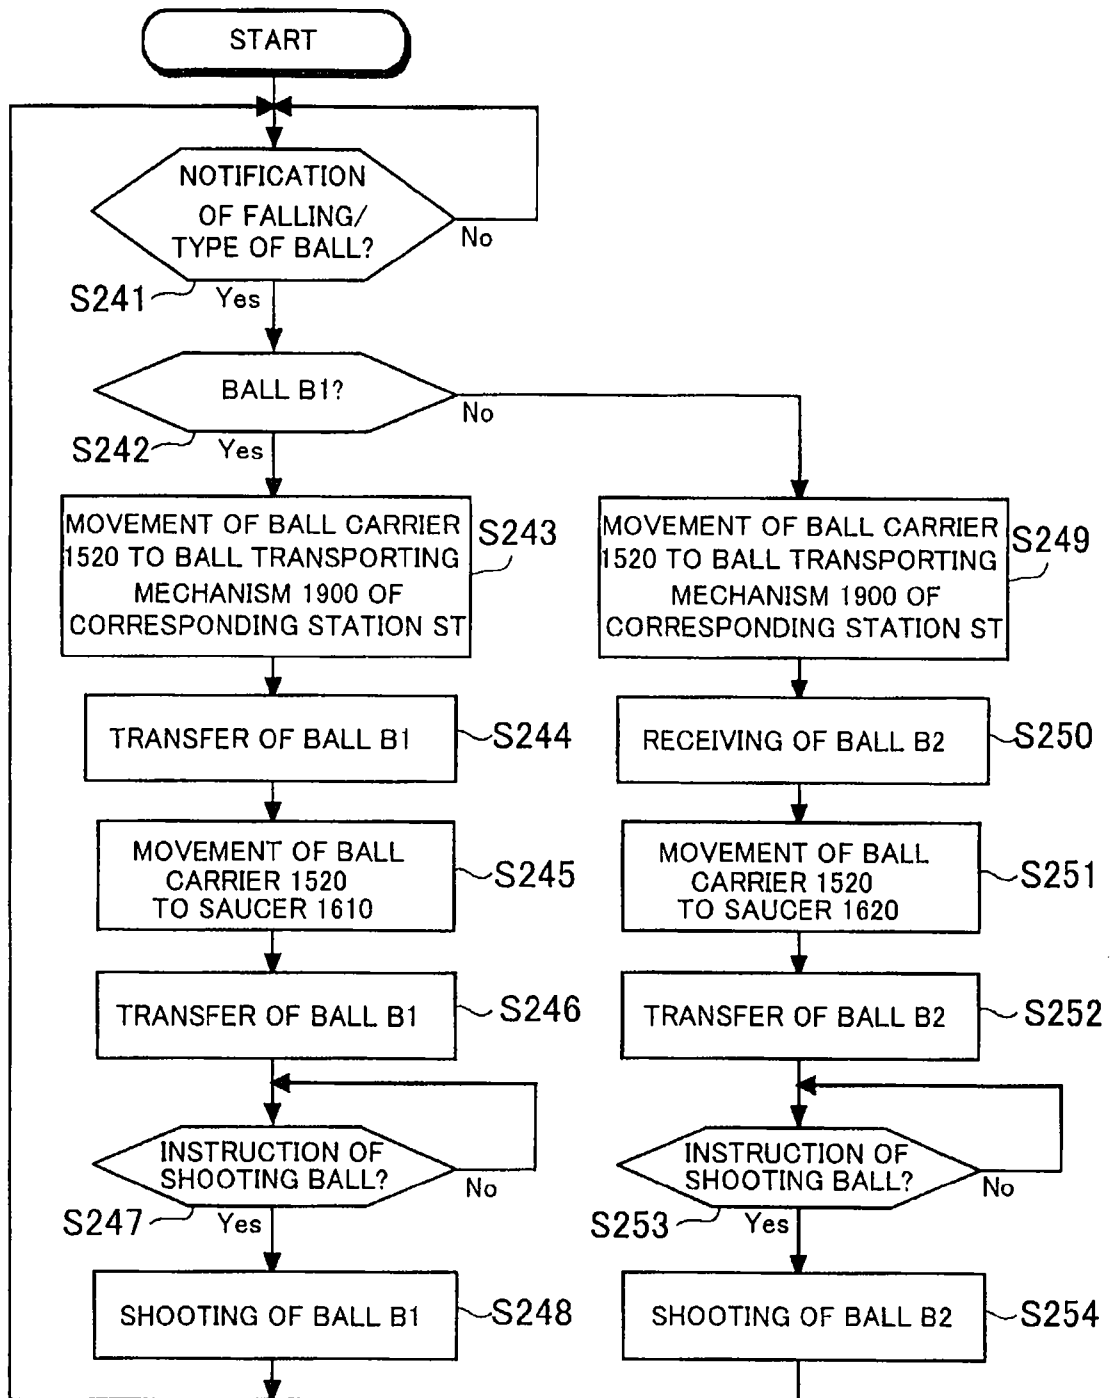 START
NOTIFICATION
OF FALLING/
TYPE OF BALL?
No
S241
Yes
BALL B1?
No
S242
Yes
MOVEMENT OF BALL CARRIER
1520 TO BALL TRANSPORTING
MECHANISM 1900 OF
CORRESPONDING STATION ST
S243
MOVEMENT OF BALL CARRIER
1520 TO BALL TRANSPORTING
MECHANISM 1900 OF
CORRESPONDING STATION ST
S249
TRANSFER OF BALL B1
S244
RECEIVING OF BALL B2
S250
MOVEMENT OF BALL
CARRIER 1520
TO SAUCER 1610
S245
MOVEMENT OF BALL
CARRIER 1520
TO SAUCER 1620
S251
TRANSFER OF BALL B1
S246
TRANSFER OF BALL B2
S252
INSTRUCTION OF
SHOOTING BALL?
No
S247
Yes
INSTRUCTION OF
SHOOTING BALL?
No
S253
Yes
SHOOTING OF BALL B1
S248
SHOOTING OF BALL B2
S254